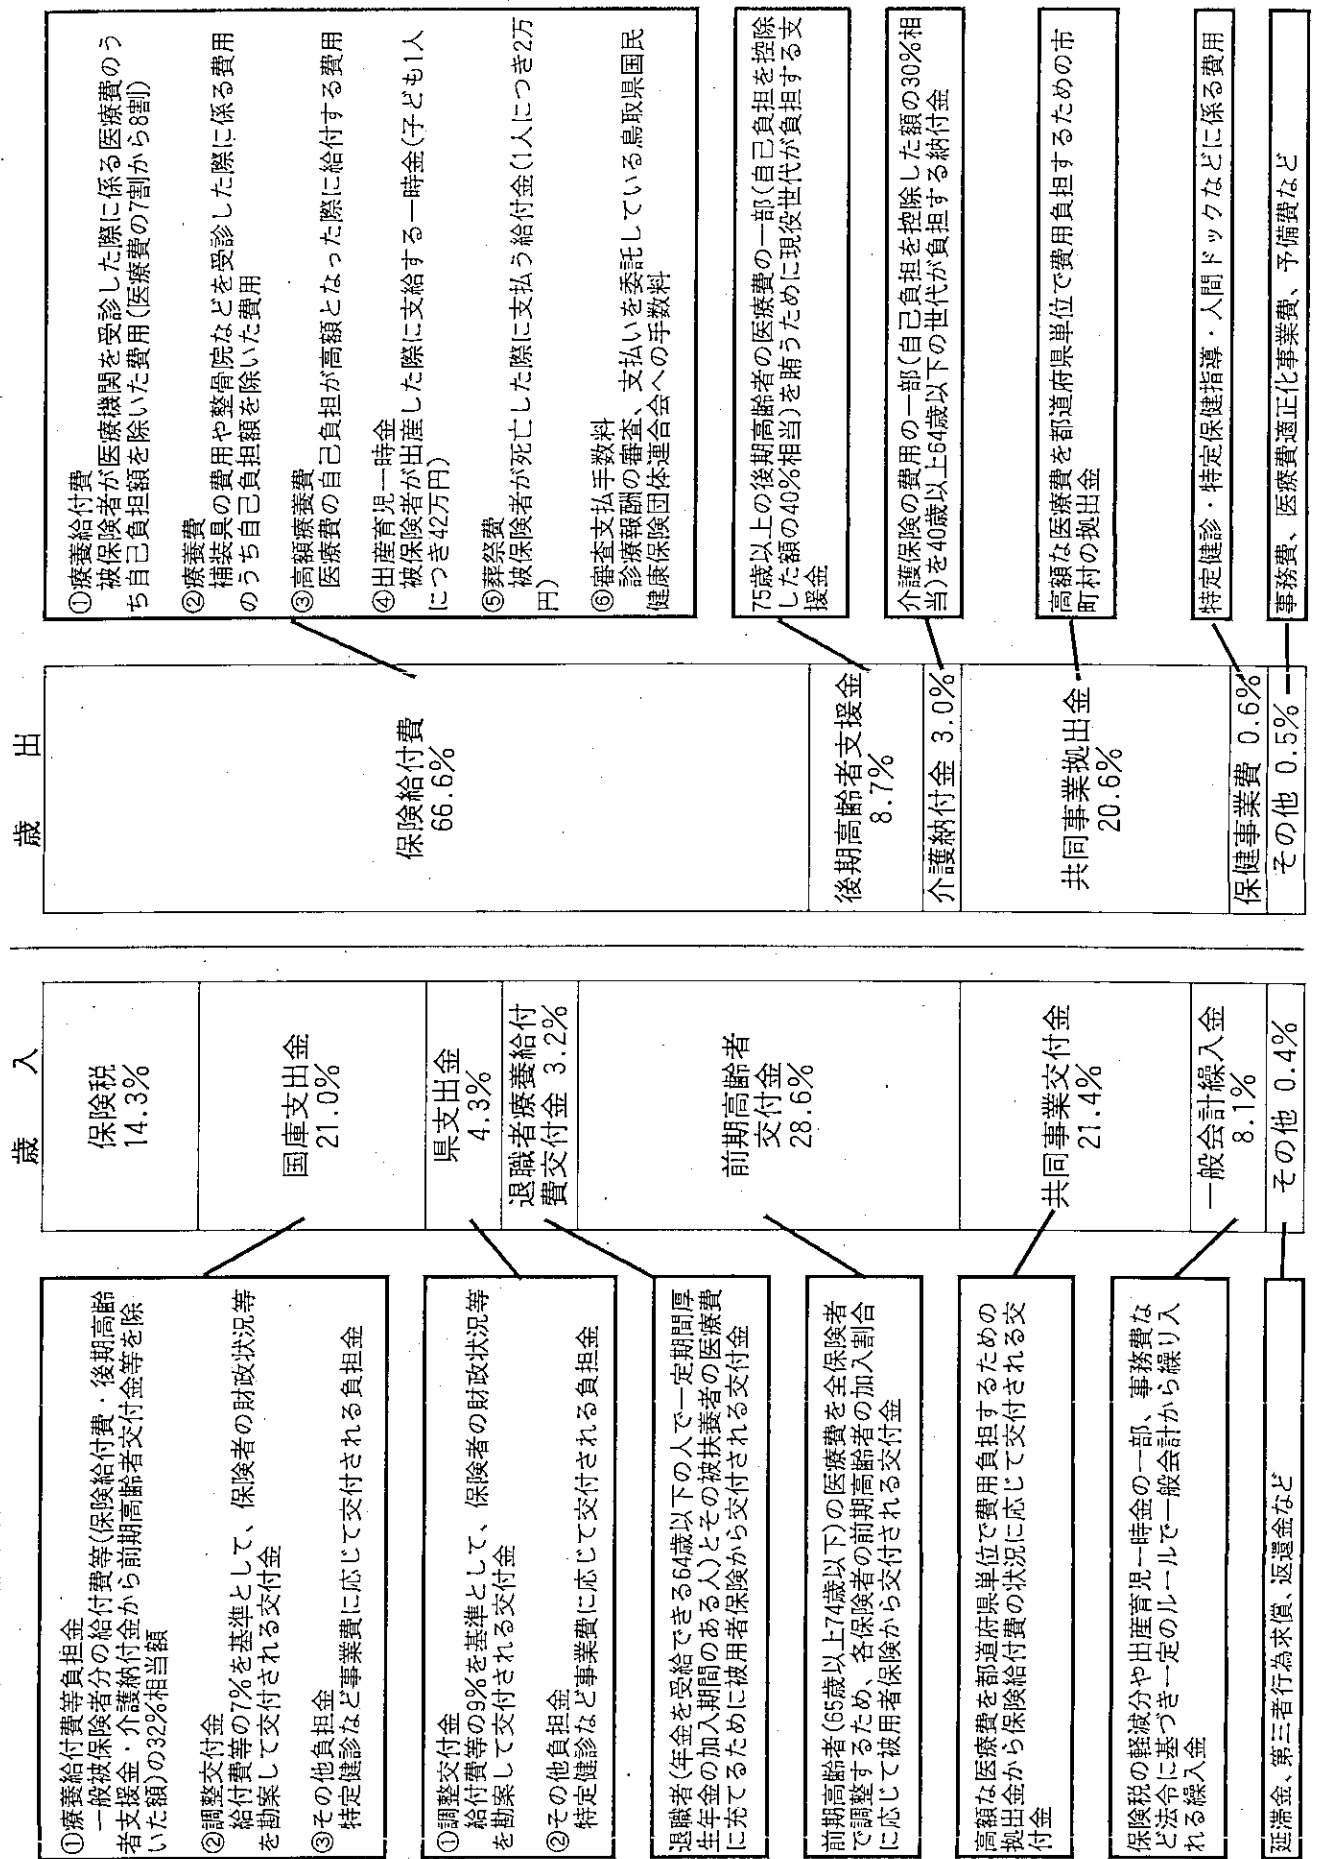 歳　入
保険税
14.3%
国庫支出金
21.0%
県支出金
4.3%
退職者療養給付
費交付金 3.2%
前期高齢者
交付金
28.6%
共同事業交付金
21.4%
一般会計繰入金
8.1%
その他 0.4%
①療養給付費等負担金
一般被保険者分の給付費等(保険給付費・後期高齢
者支援金・介護納付金から前期高齢者交付金等を除
いた額)の32%相当額
②調整交付金
給付費等の7%を基準として、保険者の財政状況等
を勘案して交付される交付金
③その他負担金
特定健診など事業費に応じて交付される負担金
①調整交付金
給付費等の9%を基準として、保険者の財政状況等
を勘案して交付される交付金
②その他負担金
特定健診など事業費に応じて交付される負担金
退職者(年金を受給できる64歳以下の人で一定期間厚
生年金の加入期間のある人)とその被扶養者の医療費
に充てるために被用者保険から交付される交付金
前期高齢者(65歳以上74歳以下)の医療費を全保険者
で調整するため、各保険者の前期高齢者の加入割合
に応じて被用者保険から交付される交付金
高額な医療費を都道府県単位で費用負担するための
拠出金から保険給付費の状況に応じて交付される交
付金
保険税の軽減分や出産育児一時金の一部、事務費な
ど法令に基づき一定のルールで一般会計から繰り入
れる繰入金
延滞金、第三者行為求償、返還金など
歳　出
保険給付費
66.6%
後期高齢者支援金
8.7%
介護納付金 3.0%
共同事業拠出金
20.6%
保健事業費 0.6%
その他 0.5%
①療養給付費
被保険者が医療機関を受診した際に係る医療費のう
ち自己負担額を除いた費用(医療費の7割から8割)
②療養費
補装具の費用や整骨院などを受診した際に係る費用
のうち自己負担額を除いた費用
③高額療養費
医療費の自己負担が高額となった際に給付する費用
④出産育児一時金
被保険者が出産した際に支給する一時金(子ども1人
につき42万円)
⑤葬祭費
被保険者が死亡した際に支払う給付金(1人につき2万
円)
⑥審査支払手数料
診療報酬の審査、支払いを委託している鳥取県国民
健康保険団体連合会への手数料
75歳以上の後期高齢者の医療費の一部(自己負担を控除
した額の40%相当)を賄うために現役世代が負担する支
援金
介護保険の費用の一部(自己負担を控除した額の30%相
当)を40歳以上64歳以下の世代が負担する納付金
高額な医療費を都道府県単位で費用負担するための市
町村の拠出金
特定健診・特定保健指導・人間ドックなどに係る費用
事務費、医療費適正化事業費、予備費など